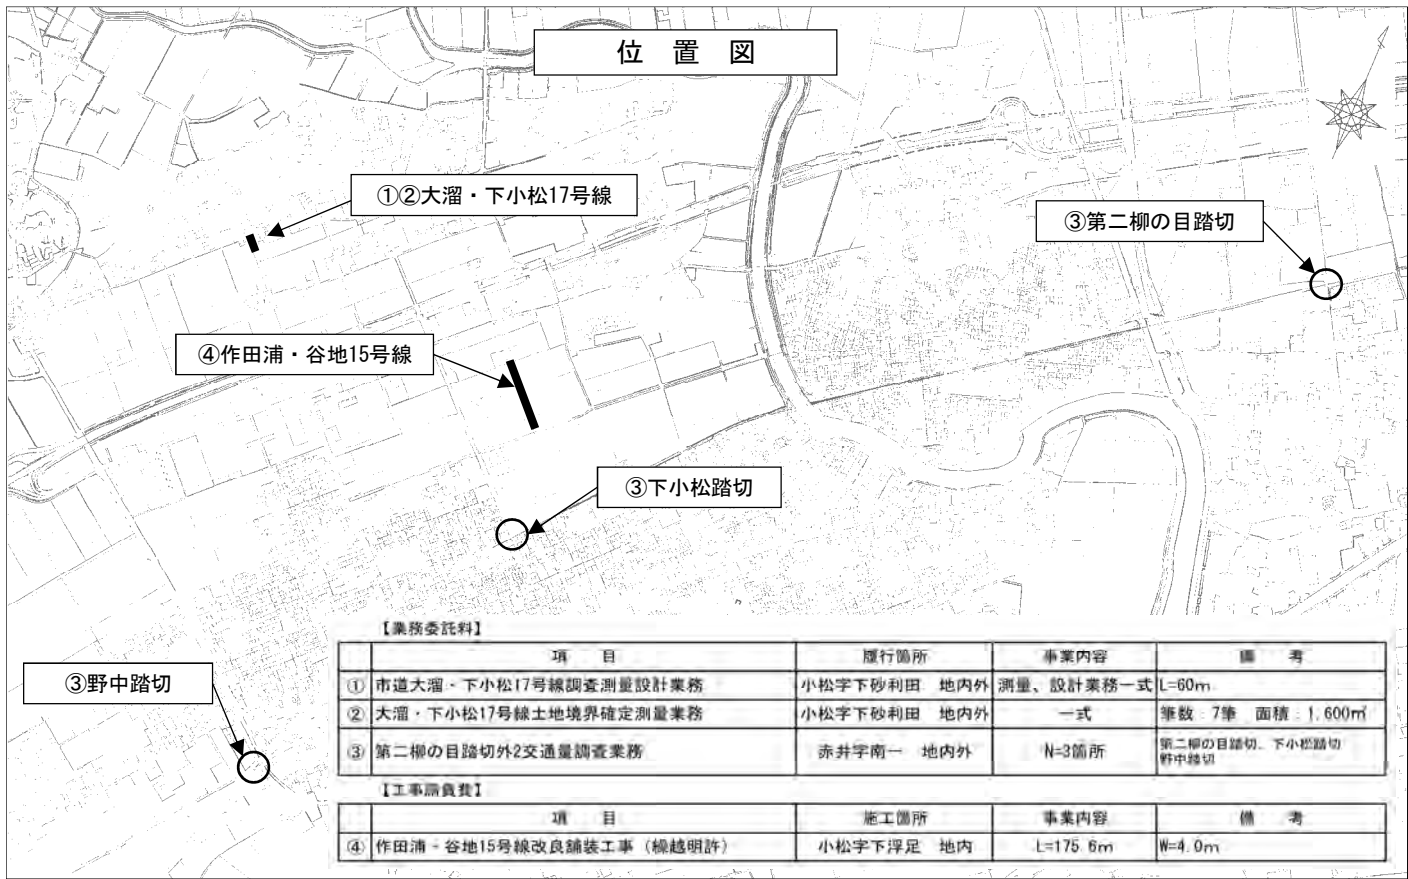 位置図
①②大溜・下小松17号線
③第二柳の目踏切
④作田浦・谷地15号線
③下小松踏切
③野中踏切
【業務委託料】
項 目 履行箇所 事業内容 備 考
① 市道大溜・下小松17号線調査測量設計業務 小松字下砂利田 地内外 測量、設計業務一式 L=60m
② 大溜・下小松17号線土地境界確定測量業務 小松字下砂利田 地内外 一式 筆数:7筆 面積:1,600㎡
③ 第二柳の目踏切外2交通量調査業務 赤井字南一 地内外 N=3箇所 第二柳の目踏切、下小松踏切
野中踏切
【工事請負費】
項 目 施工箇所 事業内容 備 考
④ 作田浦・谷地15号線改良舗装工事（繰越明許） 小松字下浮足 地内 L=175.6m W=4.0m